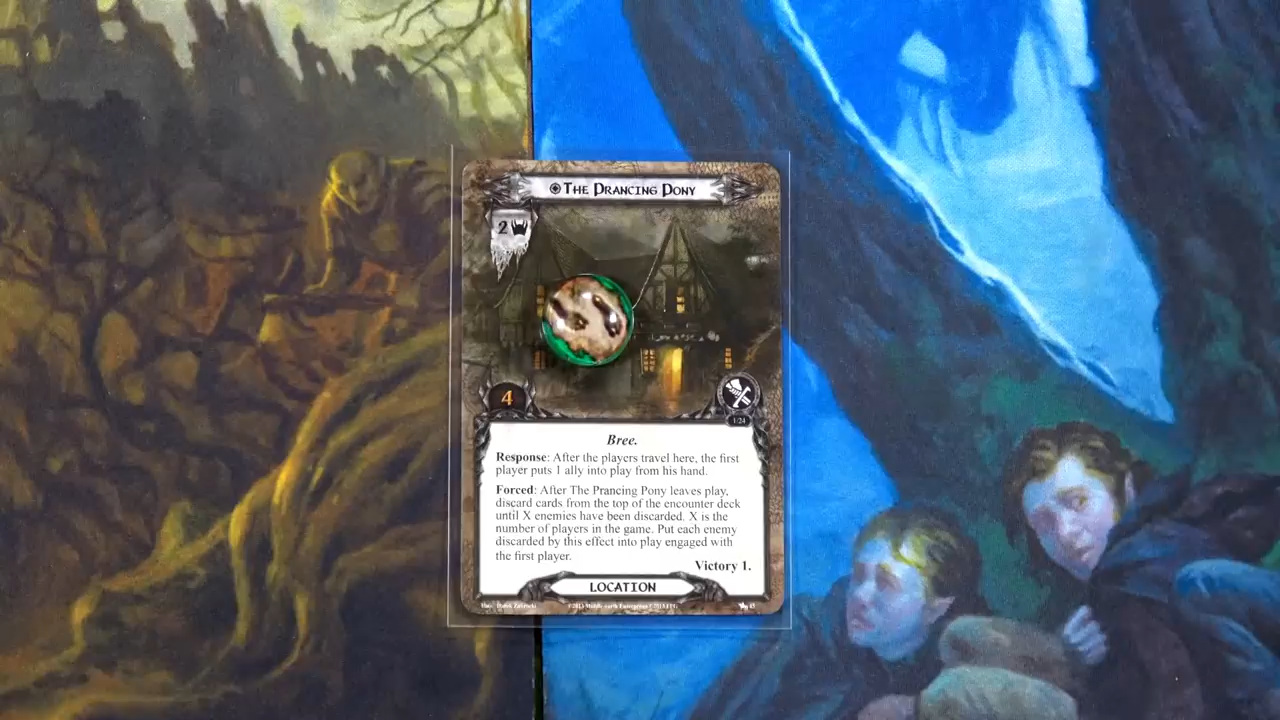 THE PRANCING PONY
2
4
1/24
Bree.
Response: After the players travel here, the first
player puts 1 ally into play from his hand.
Forced: After The Prancing Pony leaves play,
discard cards from the top of the encounter deck
until X enemies have been discarded. X is the
number of players in the game. Put each enemy
discarded by this effect into play engaged with
the first player.
Victory 1.
LOCATION